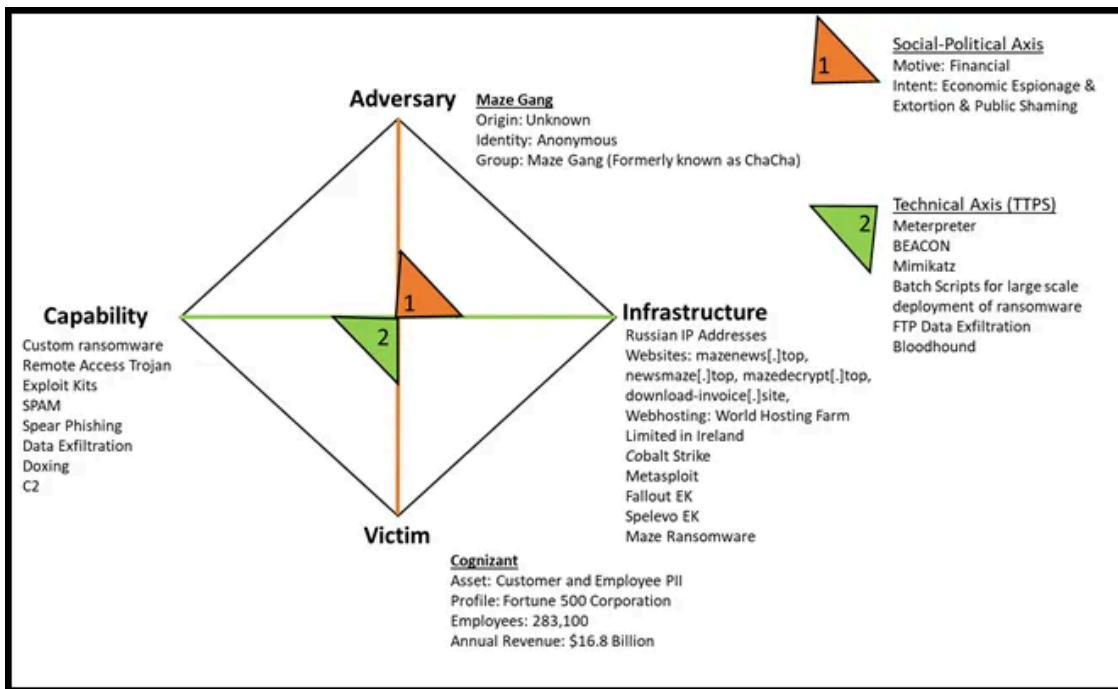 Adversary
Maze Gang
Origin: Unknown
Identity: Anonymous
Group: Maze Gang (Formerly known as ChaCha)
1
Social-Political Axis
Motive: Financial
Intent: Economic Espionage &
Extortion & Public Shaming
2
Technical Axis (TTPS)
Meterpreter
BEACON
Mimikatz
Batch Scripts for large scale
deployment of ransomware
FTP Data Exfiltration
Bloodhound
1
2
Capability
Custom ransomware
Remote Access Trojan
Exploit Kits
SPAM
Spear Phishing
Data Exfiltration
Doxing
C2
Infrastructure
Russian IP Addresses
Websites: mazenews[.]top,
newsmaze[.]top, mazedecrypt[.]top,
download-invoice[.]site,
Webhosting: World Hosting Farm
Limited in Ireland
Cobalt Strike
Metasploit
Fallout EK
Spelevo EK
Maze Ransomware
Victim
Cognizant
Asset: Customer and Employee PII
Profile: Fortune 500 Corporation
Employees: 283,100
Annual Revenue: $16.8 Billion